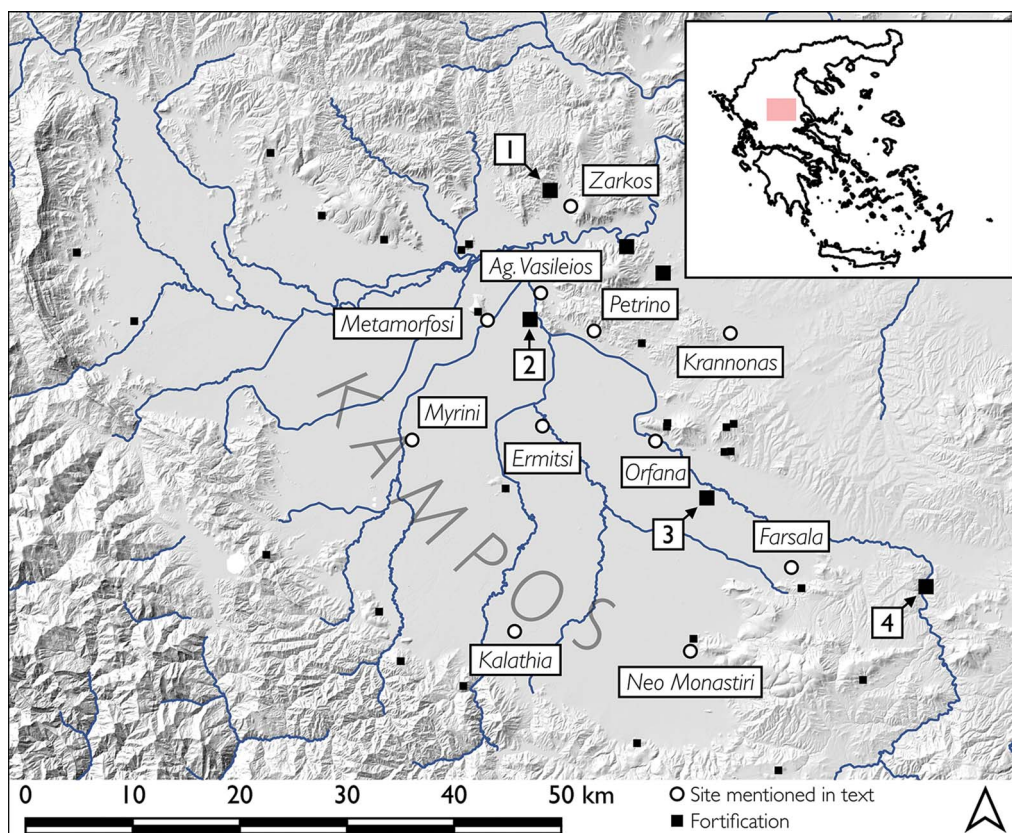 1
Zarkos
Ag. Vasileios
Petrino
Metamorfosi
2
Krannonas
KAMPOS
Myrini
Ermitsi
Orfana
3
Farsala
4
Kalathia
Neo Monastiri
0 10 20 30 40 50 km
Site mentioned in text
Fortification